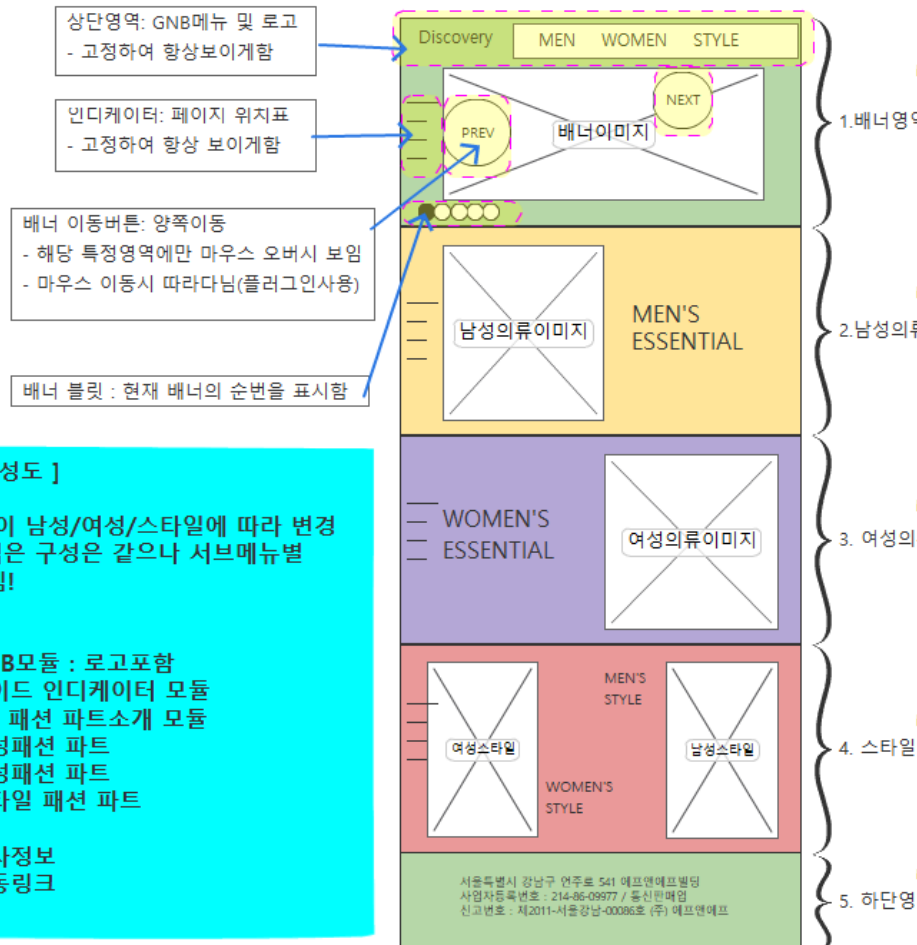 상단영역: GNB메뉴 및 로고
- 고정하여 항상보이게함
인디케이터: 페이지 위치표
- 고정하여 항상 보이게함
배너 이동버튼: 양쪽이동
- 해당 특정영역에만 마우스 오버시 보임
- 마우스 이동시 따라다님(플러그인사용)
배너 블릿 : 현재 배너의 순번을 표시함
성도 ]
이 남성/여성/스타일에 따라 변경
은 구성은 같으나 서브메뉴별
B모듈 : 로고포함
이드 인디케이터 모듈
패션 파트소개 모듈
성패션 파트
성패션 파트
타일 패션 파트
사정보
동링크
Discovery MEN WOMEN STYLE
PREV
배너이미지
NEXT
남성의류이미지
MEN'S
ESSENTIAL
WOMEN'S
ESSENTIAL
여성의류이미지
여성스타일
WOMEN'S
STYLE
MEN'S
STYLE
남성스타일
서울특별시 강남구 언주로 541 에프앤에프빌딩
사업자등록번호 : 214-86-09977 / 통신판매업
신고번호 : 제2011-서울강남-00086호 (주) 에프앤에프
1.배너영역
2.남성의류
3. 여성의
4. 스타일
5. 하단영